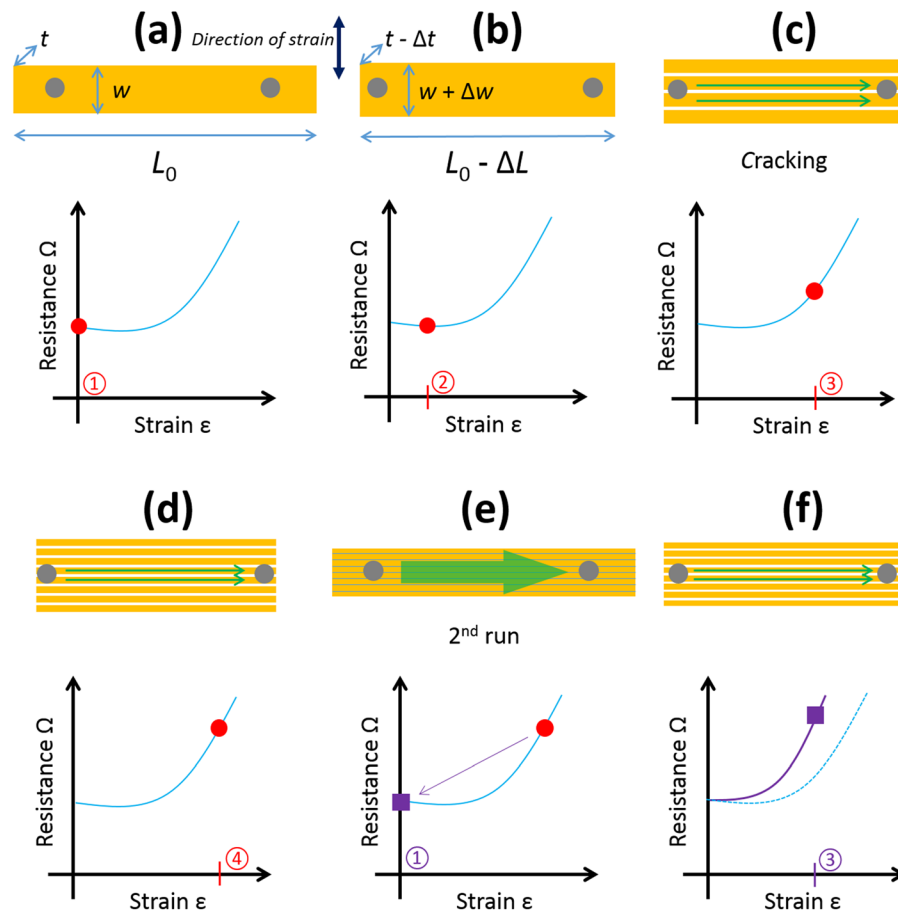 (a)
Direction of strain
(b)
(c)
t
t - Δt
w
w + Δw
L₀
L₀ - ΔL
Cracking
Resistance Ω
①
Strain ε
Resistance Ω
②
Strain ε
Resistance Ω
③
Strain ε
(d)
(e)
(f)
2ⁿᵈ run
Resistance Ω
④
Strain ε
Resistance Ω
①
Strain ε
Resistance Ω
③
Strain ε